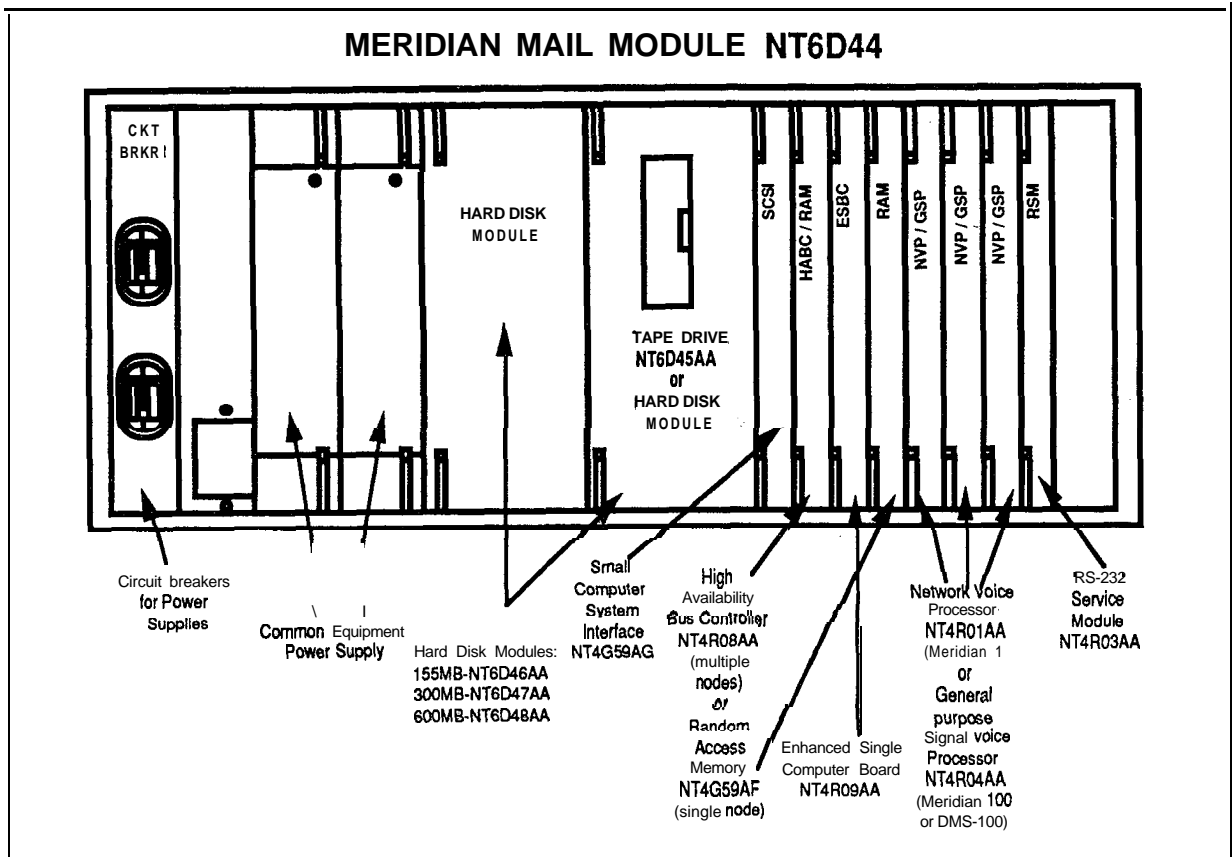 MERIDIAN MAIL MODULE NT6D44
CKT
BRKR
HARD DISK
MODULE
TAPE DRIVE
NT6D45AA
or
HARD DISK
MODULE
SCSI
HABC / RAM
ESBC
RAM
NVP / GSP
NVP / GSP
NVP / GSP
RSM
Circuit breakers
for Power
Supplies
Common Equipment
Power Supply
Hard Disk Modules:
155MB-NT6D46AA
300MB-NT6D47AA
600MB-NT6D48AA
Small
Computer
System
Interface
NT4G59AG
High
Availability
Bus Controller
NT4R08AA
(multiple
nodes)
or
Random
Access
Memory
NT4G59AF
(single node)
Enhanced Single
Computer Board
NT4R09AA
Network Voice
Processor
NT4R01AA
(Meridian 1
or
General
purpose
Signal voice
Processor
NT4R04AA
(Meridian 100
or DMS-100)
RS-232
Service
Module
NT4R03AA